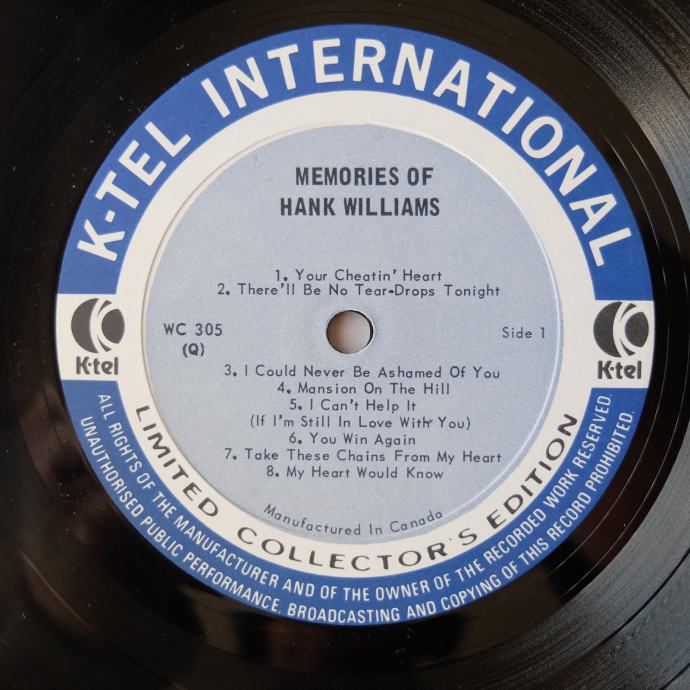 K-TEL INTERNATIONAL
MEMORIES OF
HANK WILLIAMS
1. Your Cheatin' Heart
2. There'll Be No Tear-Drops Tonight
WC 305
(Q)
Side 1
K-tel
K-tel
3. I Could Never Be Ashamed Of You
4. Mansion On The Hill
5. I Can't Help It
(If I'm Still In Love With You)
6. You Win Again
7. Take These Chains From My Heart
8. My Heart Would Know
Manufactured In Canada
LIMITED COLLECTOR'S EDITION
ALL RIGHTS OF THE MANUFACTURER AND OF THE OWNER OF THE RECORDED WORK RESERVED.
UNAUTHORISED PUBLIC PERFORMANCE, BROADCASTING AND COPYING OF THIS RECORD PROHIBITED.